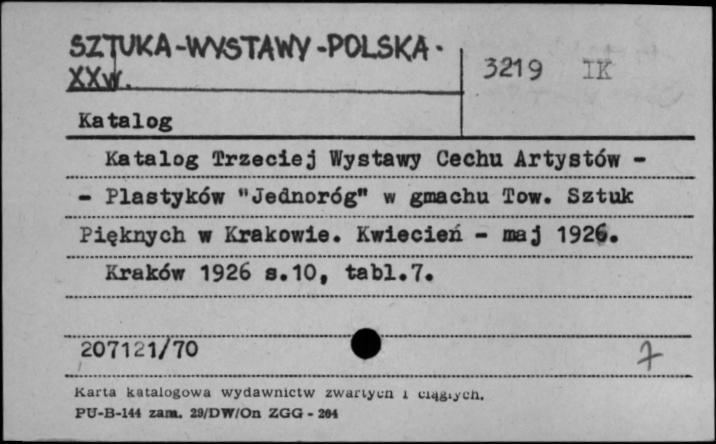 SZTUKA-WYSTAWY-POLSKA.
XXw.
3219 IK
Katalog
Katalog Trzeciej Wystawy Cechu Artystów -
- Plastyków "Jednoróg" w gmachu Tow. Sztuk
Pięknych w Krakowie. Kwiecień - maj 1926.
Kraków 1926 s.10, tabl.7.
207121/70
7
Karta katalogowa wydawnictw zwartych i ciągłych.
PU-B-144 zam. 29/DW/On ZGG - 264